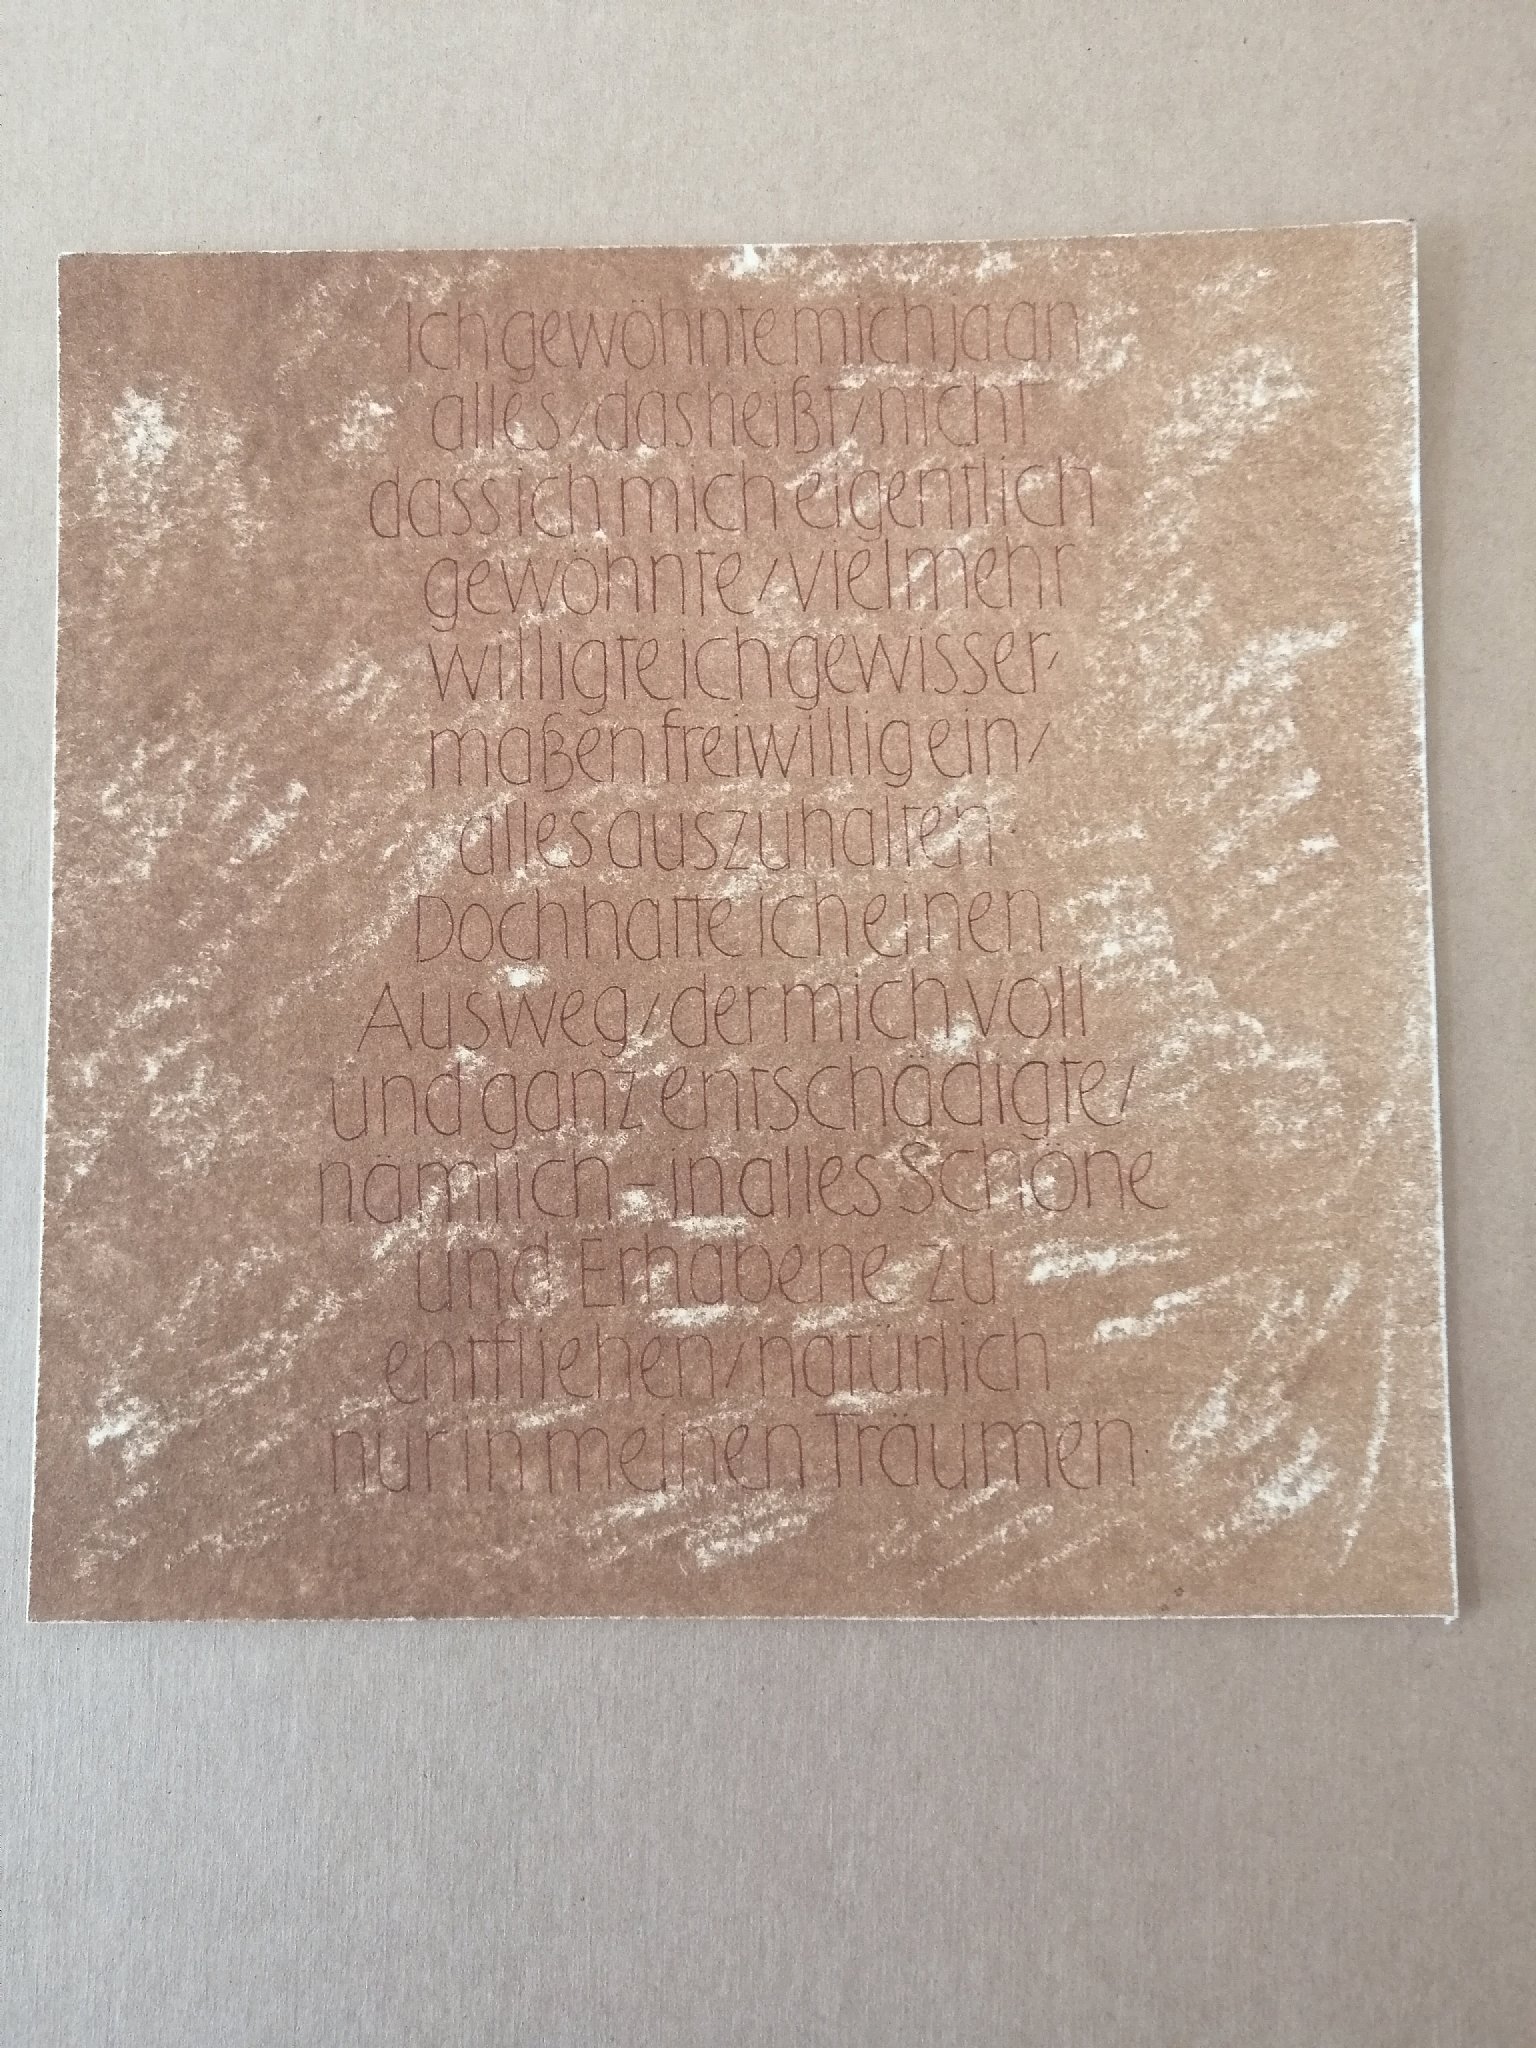 Ich gewöhnte mich ja an
alles/das heißt/nicht
dass ich mich eigentlich
gewöhnte/vielmehr
willigte ich gewisser/
maßen freiwillig ein/
alles auszuhalten
Doch hatte ich einen
Ausweg/der mich voll
und ganz entschädigte/
nämlich – in alles Schöne
und Erhabene zu
entfliehen/natürlich
nur in meinen Träumen